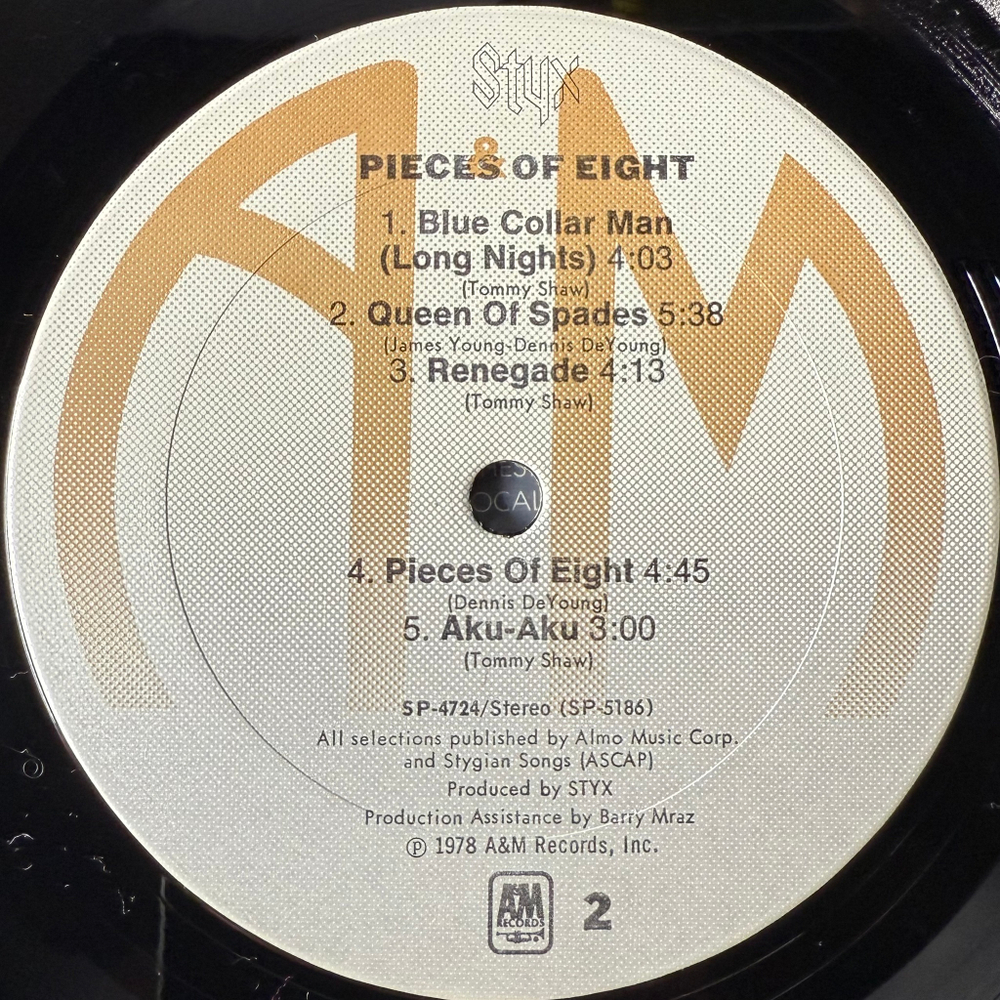 Styx
A & M
PIECES OF EIGHT
1. Blue Collar Man
(Long Nights) 4:03
(Tommy Shaw)
2. Queen Of Spades 5:38
(James Young-Dennis DeYoung)
3. Renegade 4:13
(Tommy Shaw)
OCAL
4. Pieces Of Eight 4:45
(Dennis DeYoung)
5. Aku-Aku 3:00
(Tommy Shaw)
SP-4724/Stereo (SP-5186)
All selections published by Almo Music Corp.
and Stygian Songs (ASCAP)
Produced by STYX
Production Assistance by Barry Mraz
℗ 1978 A&M Records, Inc.
A&M
RECORDS
2